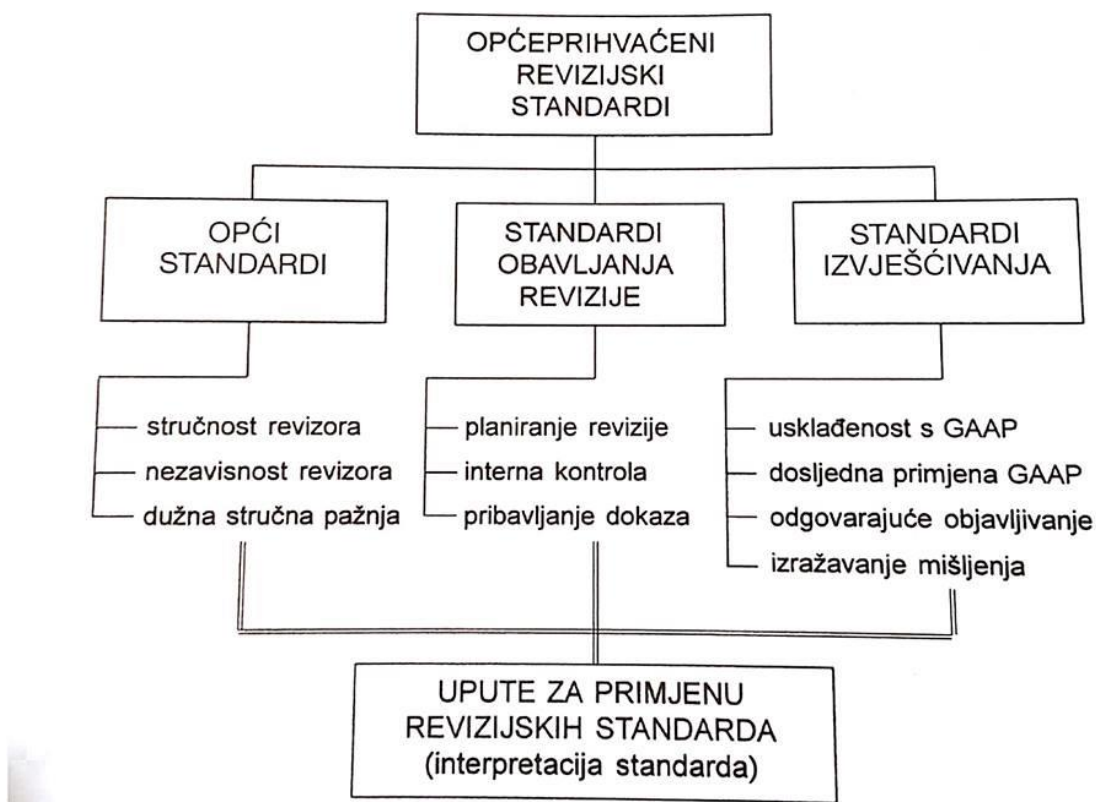 OPĆEPRIHVAĆENI
REVIZIJSKI
STANDARDI
OPĆI
STANDARDI
STANDARDI
OBAVLJANJA
REVIZIJE
STANDARDI
IZVJEŠĆIVANJA
stručnost revizora
nezavisnost revizora
dužna stručna pažnja
planiranje revizije
interna kontrola
pribavljanje dokaza
usklađenost s GAAP
dosljedna primjena GAAP
odgovarajuće objavljivanje
izražavanje mišljenja
UPUTE ZA PRIMJENU
REVIZIJSKIH STANDARDA
(interpretacija standarda)